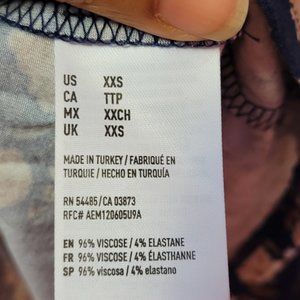 US XXS
CA TTP
MX XXCH
UK XXS
MADE IN TURKEY / FABRIQUÉ EN
TURQUIE / HECHO EN TURQUÍA
RN 54485/CA 03873
RFC# AEM120605U9A
EN 96% VISCOSE / 4% ELASTANE
FR 96% VISCOSE / 4% ÉLASTHANNE
SP 96% viscosa / 4% elastano